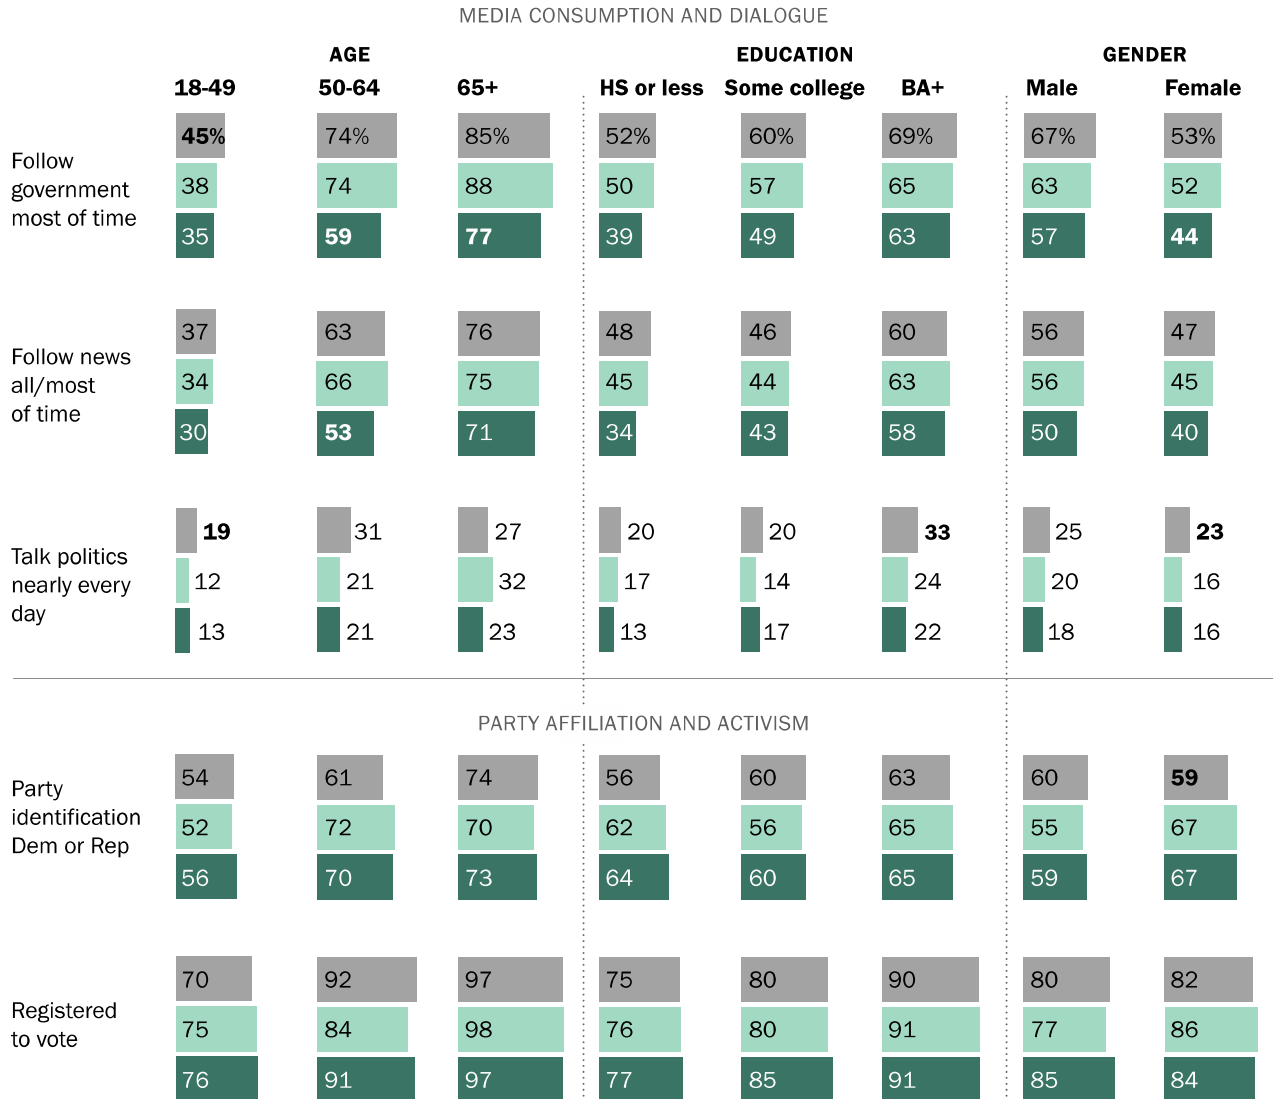 MEDIA CONSUMPTION AND DIALOGUE
AGE EDUCATION GENDER
18-49 50-64 65+ HS or less Some college BA+ Male Female
Follow
government
most of time
45% 74% 85% 52% 60% 69% 67% 53%
38 74 88 50 57 65 63 52
35 59 77 39 49 63 57 44
Follow news
all/most
of time
37 63 76 48 46 60 56 47
34 66 75 45 44 63 56 45
30 53 71 34 43 58 50 40
Talk politics
nearly every
day
19 31 27 20 20 33 25 23
12 21 32 17 14 24 20 16
13 21 23 13 17 22 18 16
PARTY AFFILIATION AND ACTIVISM
Party
identification
Dem or Rep
54 61 74 56 60 63 60 59
52 72 70 62 56 65 55 67
56 70 73 64 60 65 59 67
Registered
to vote
70 92 97 75 80 90 80 82
75 84 98 76 80 91 77 86
76 91 97 77 85 91 85 84